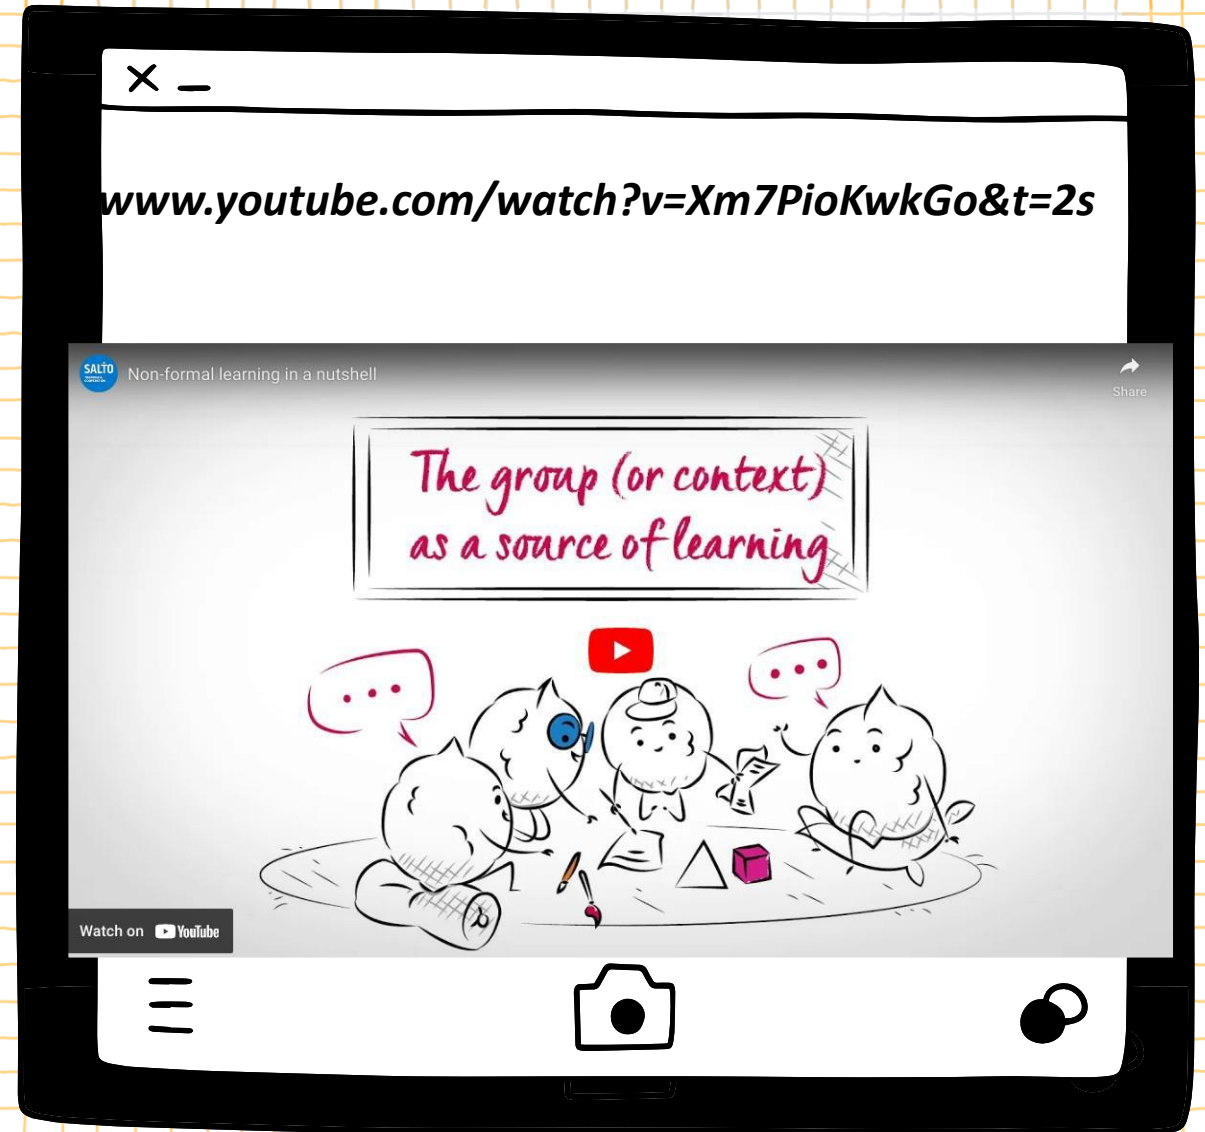 www.youtube.com/watch?v=Xm7PioKwkGo&t=2s
SALTO
Non-formal learning in a nutshell
Share
The group (or context)
as a source of learning
Watch on YouTube